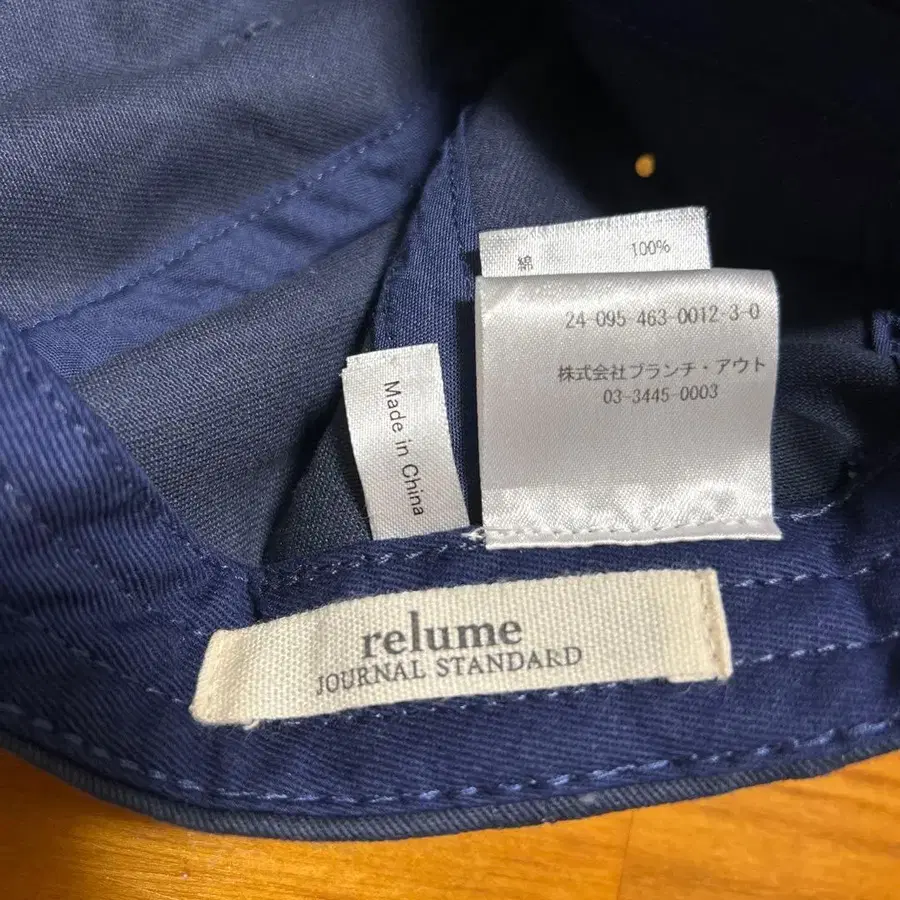 綿 100%
24-095-463-0012-3-0
株式会社ブランチ・アウト
03-3445-0003
Made in China
relume
JOURNAL STANDARD